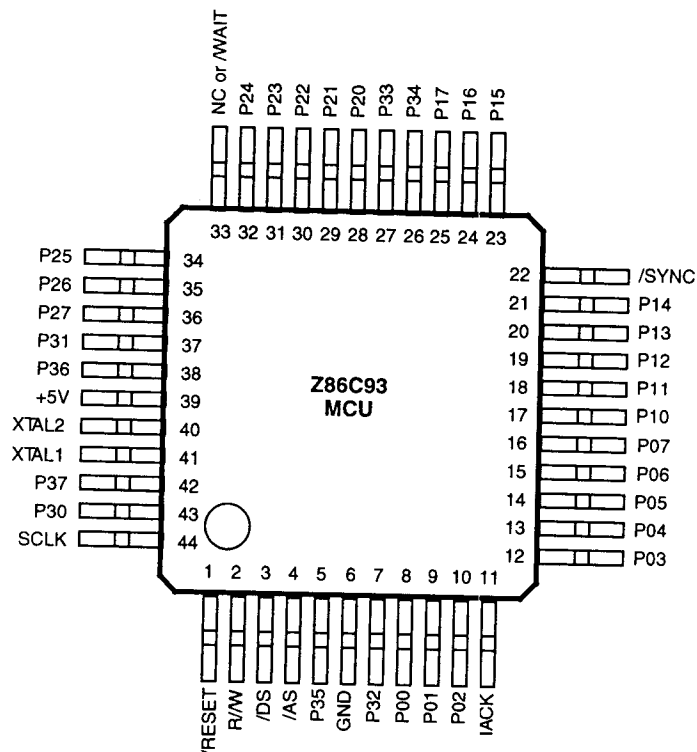 NC or /WAIT
P24
P23
P22
P21
P20
P33
P34
P17
P16
P15
33 32 31 30 29 28 27 26 25 24 23
P25 34
P26 35
P27 36
P31 37
P36 38
+5V 39
XTAL2 40
XTAL1 41
P37 42
P30 43
SCLK 44
Z86C93
MCU
22 /SYNC
21 P14
20 P13
19 P12
18 P11
17 P10
16 P07
15 P06
14 P05
13 P04
12 P03
1 2 3 4 5 6 7 8 9 10 11
/RESET
R//W
/DS
/AS
P35
GND
P32
P00
P01
P02
IACK